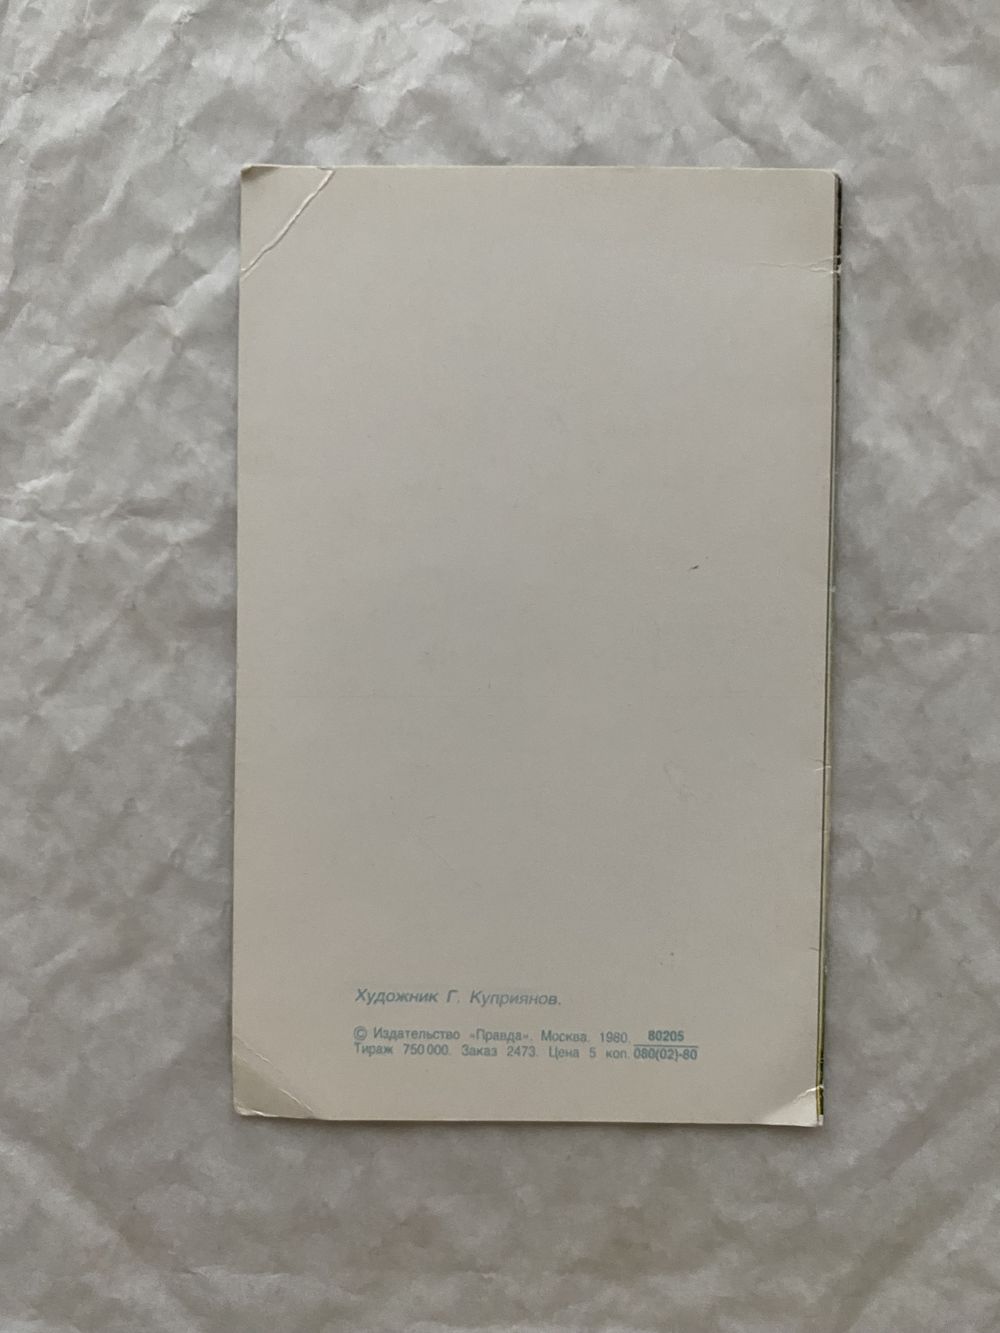 Художник Г. Куприянов.
© Издательство «Правда». Москва. 1980. 80205
Тираж 750 000. Заказ 2473. Цена 5 коп. 080(02)-80